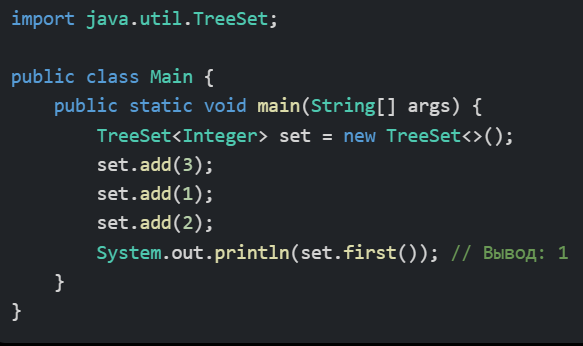 import java.util.TreeSet;
public class Main {
public static void main(String[] args) {
TreeSet<Integer> set = new TreeSet<>();
set.add(3);
set.add(1);
set.add(2);
System.out.println(set.first()); // Вывод: 1
}
}